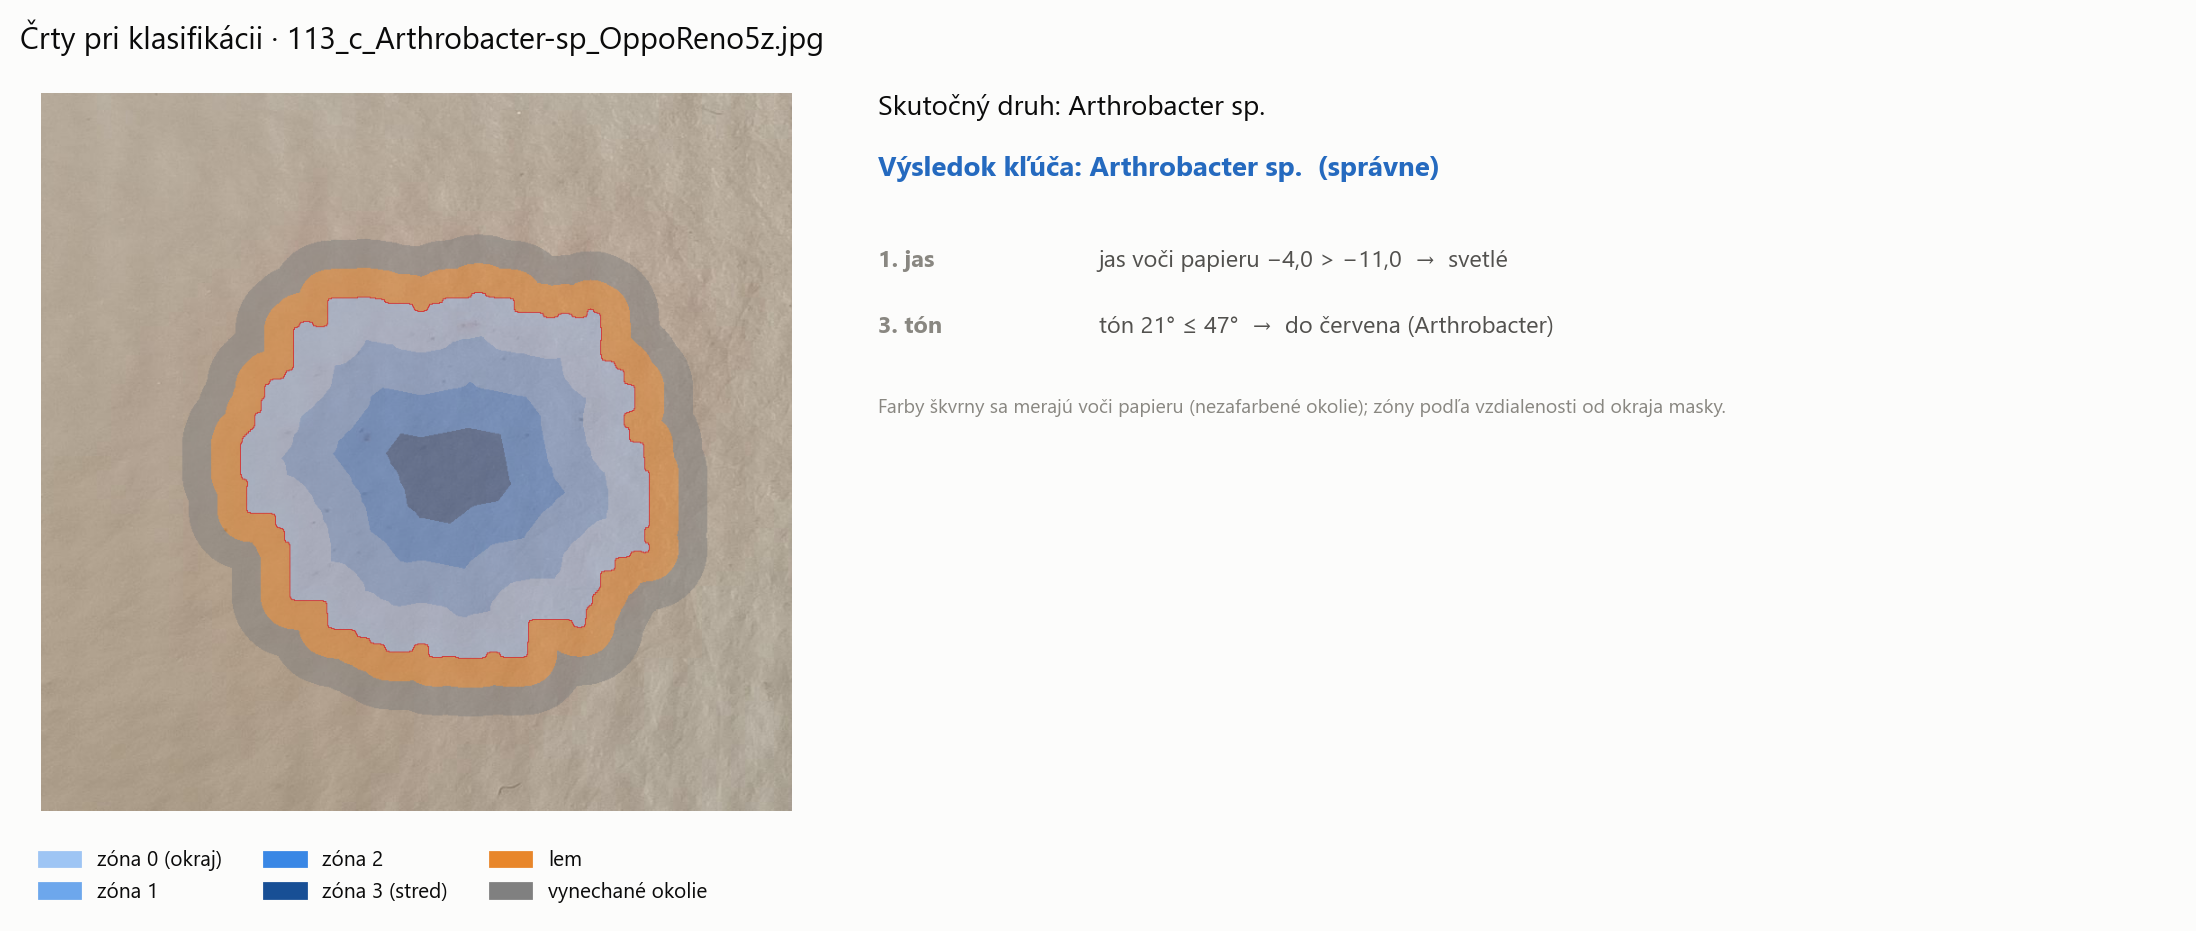 Črty pri klasifikácii · 113_c_Arthrobacter-sp_OppoReno5z.jpg
Skutočný druh: Arthrobacter sp.
Výsledok kľúča: Arthrobacter sp.  (správne)
1. jas jas voči papieru −4,0 > −11,0 → svetlé
3. tón tón 21° ≤ 47° → do červena (Arthrobacter)
Farby škvrny sa merajú voči papieru (nezafarbené okolie); zóny podľa vzdialenosti od okraja masky.
zóna 0 (okraj) zóna 2 lem
zóna 1 zóna 3 (stred) vynechané okolie